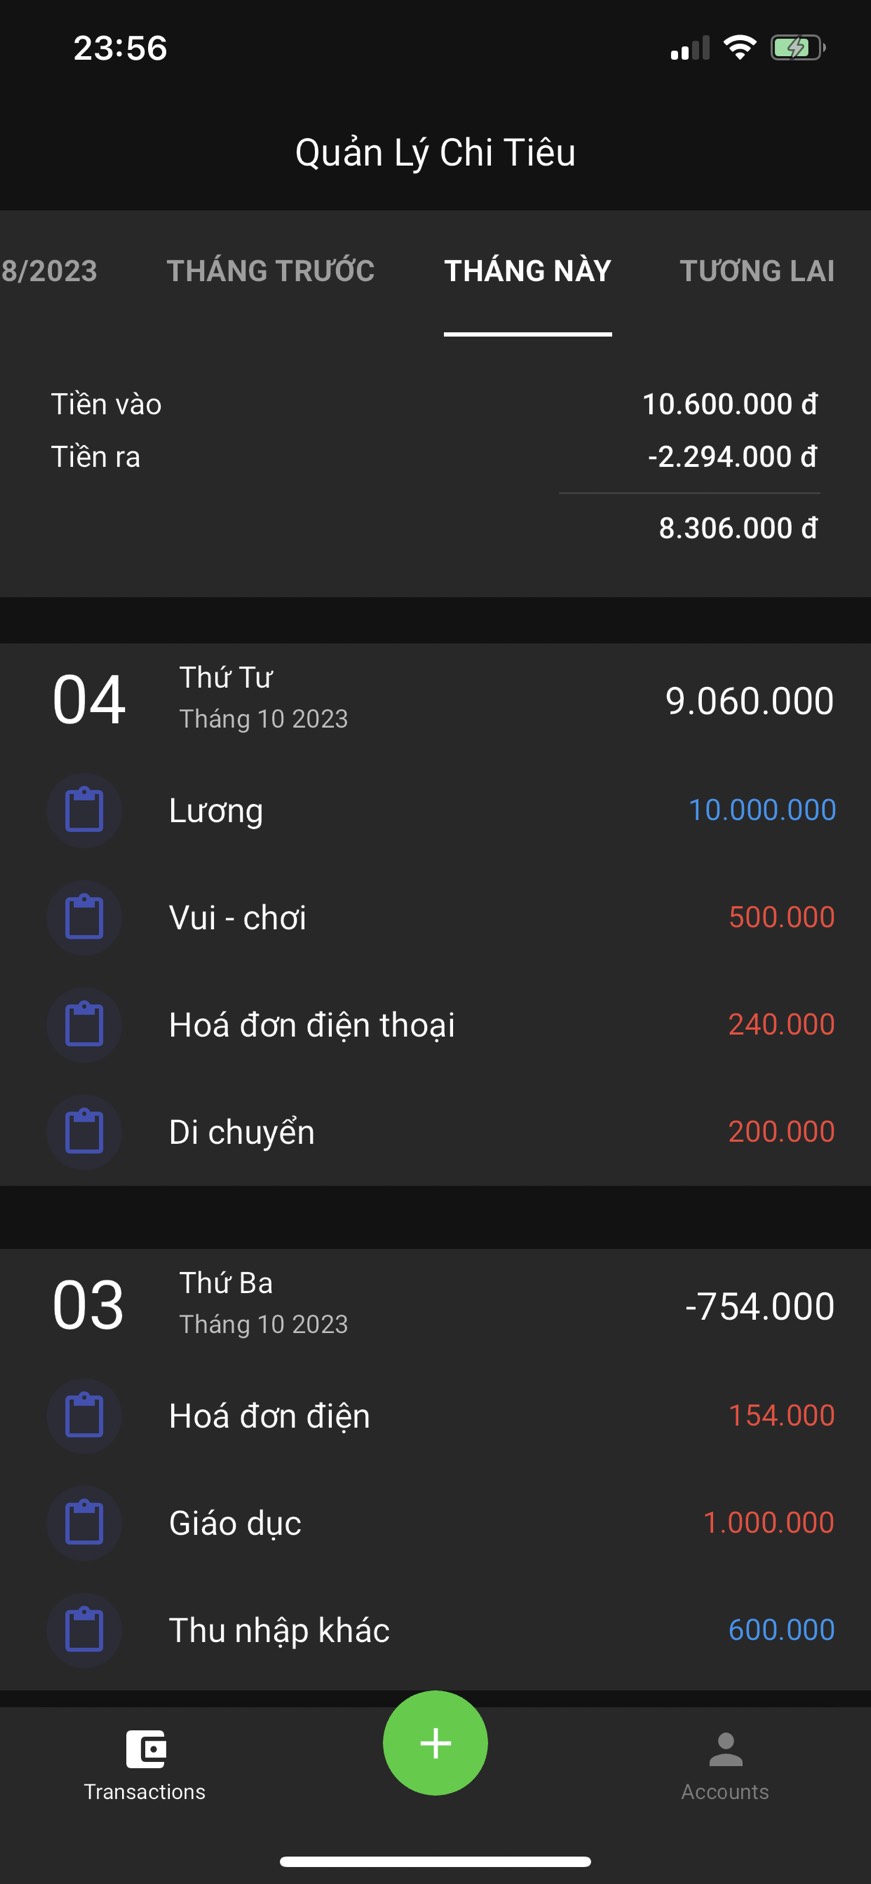 23:56
Quản Lý Chi Tiêu
8/2023 THÁNG TRƯỚC THÁNG NÀY TƯƠNG LAI
Tiền vào 10.600.000 đ
Tiền ra -2.294.000 đ
8.306.000 đ
04 Thứ Tư 9.060.000
Tháng 10 2023
Lương 10.000.000
Vui - chơi 500.000
Hoá đơn điện thoại 240.000
Di chuyển 200.000
03 Thứ Ba -754.000
Tháng 10 2023
Hoá đơn điện 154.000
Giáo dục 1.000.000
Thu nhập khác 600.000
+
Transactions Accounts